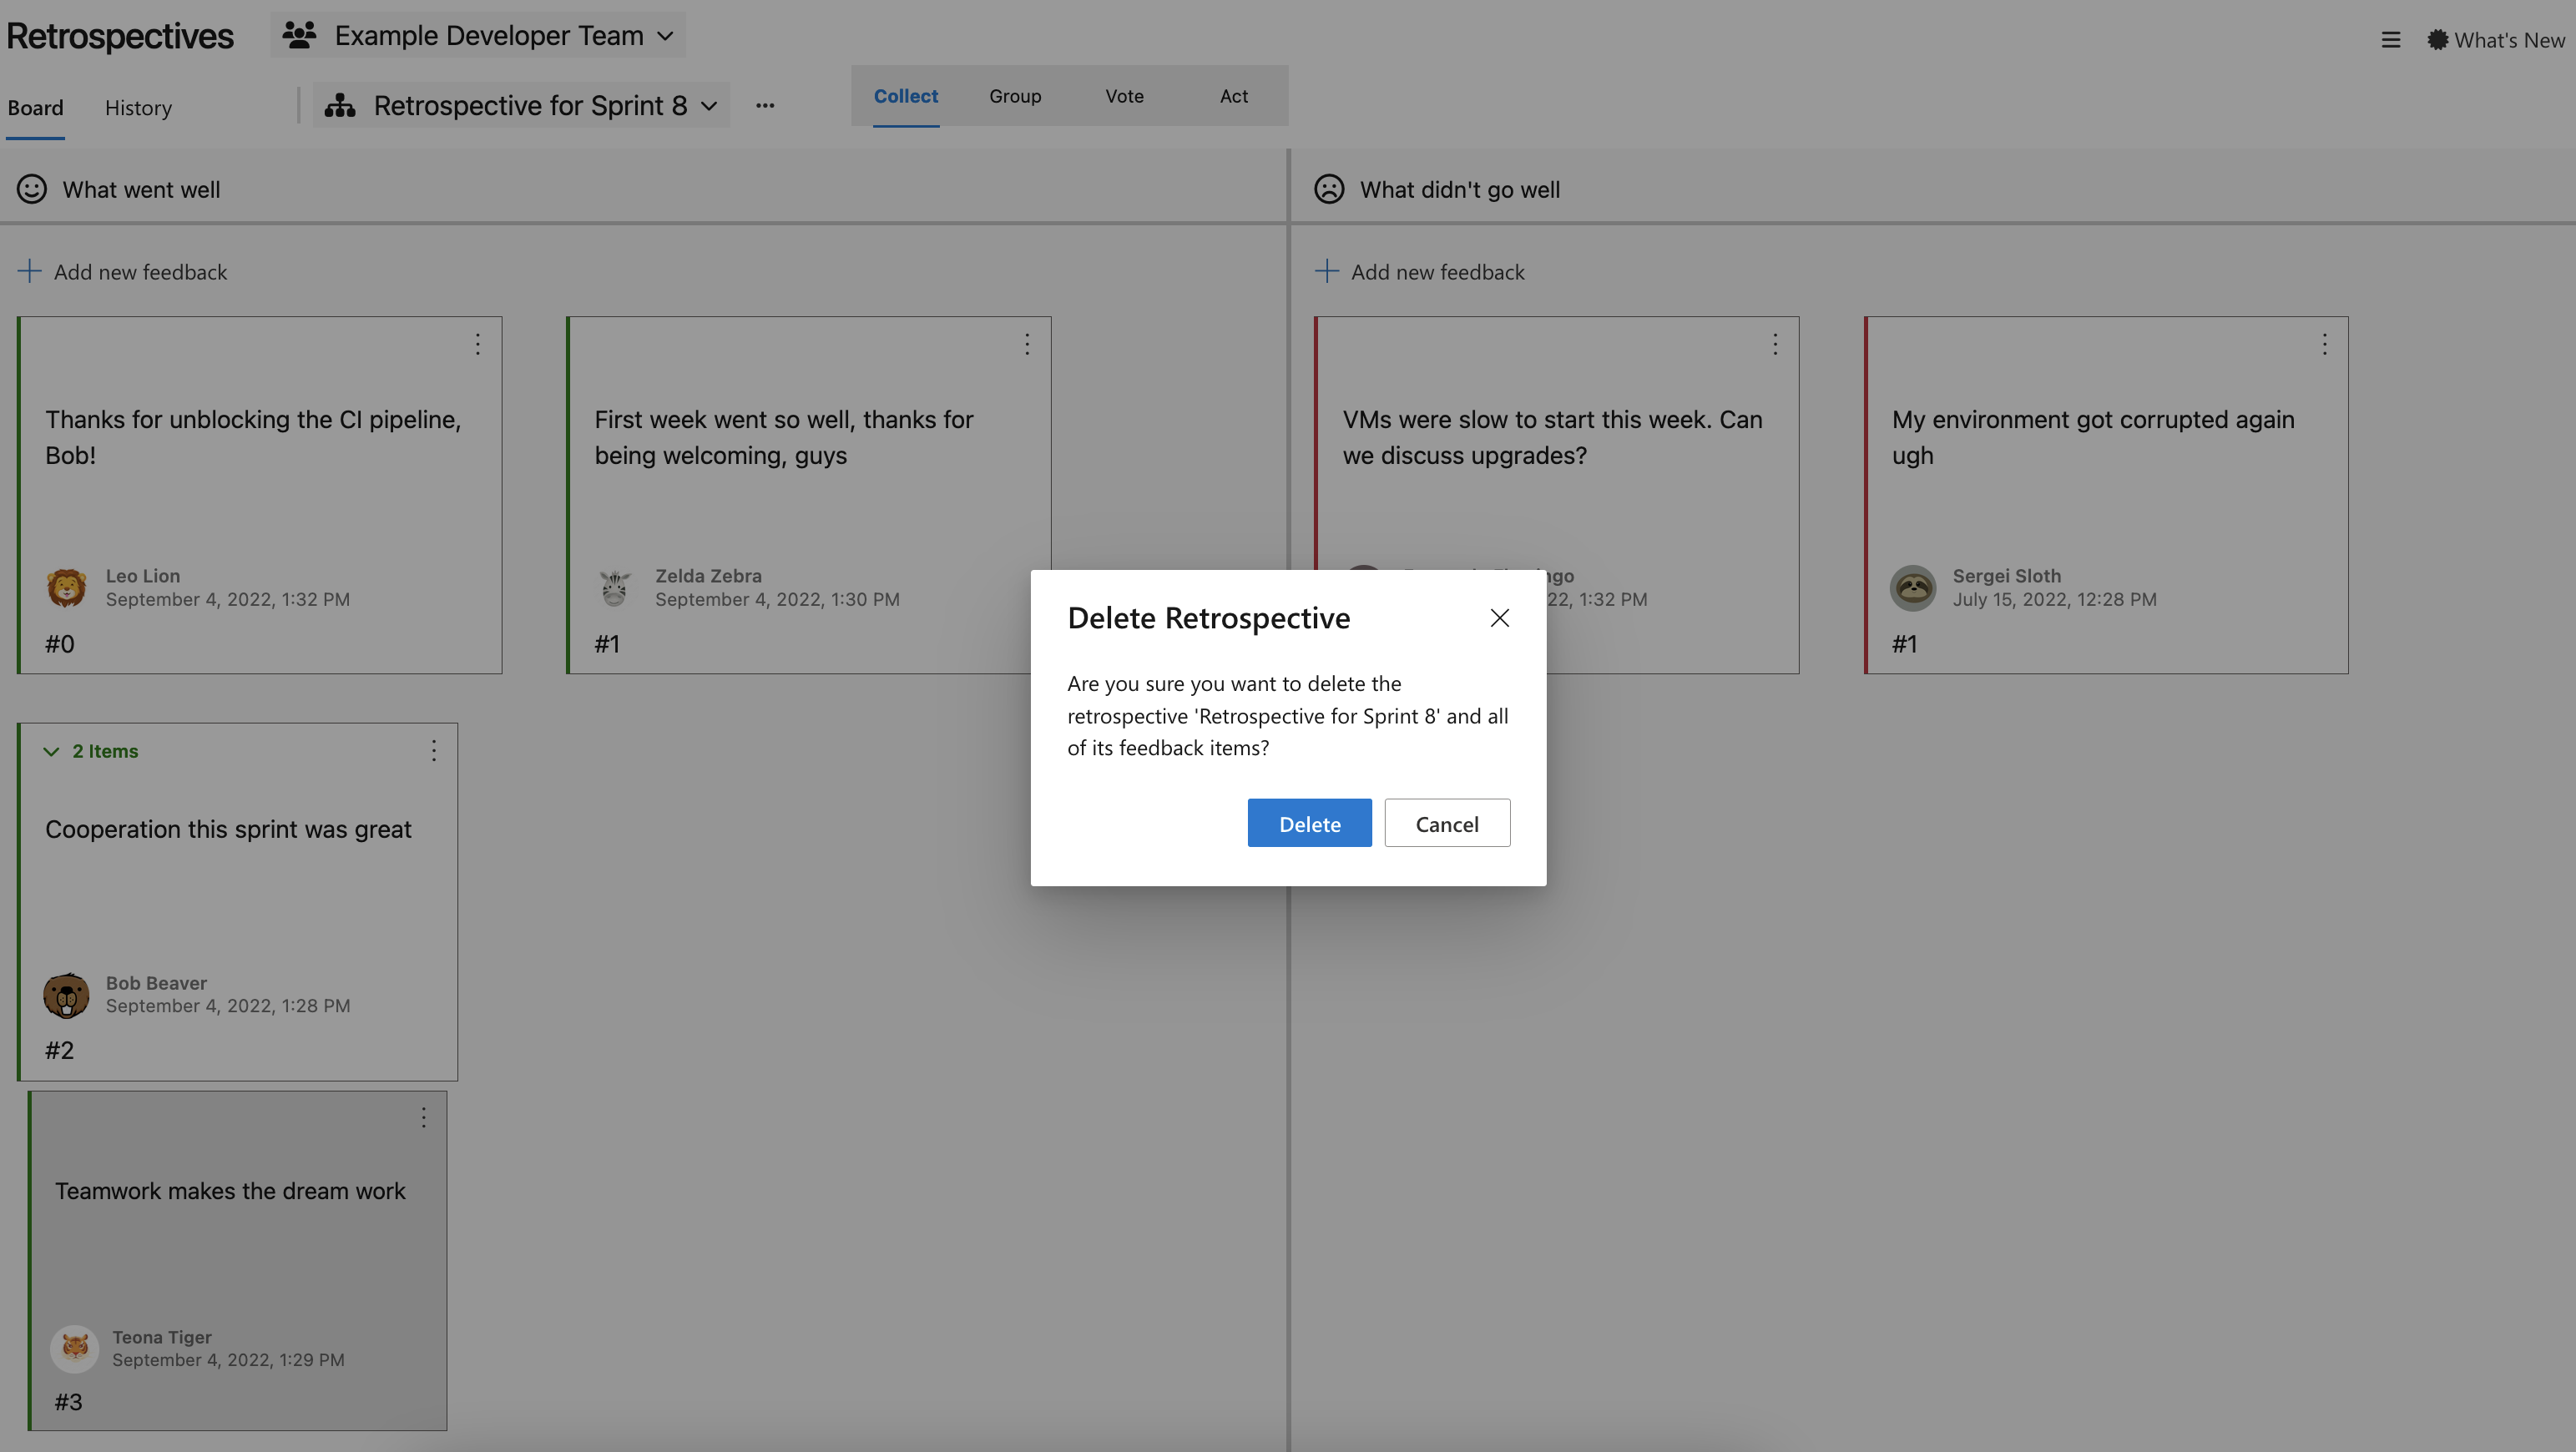 Retrospectives
Example Developer Team
What's New
Board
History
Retrospective for Sprint 8
Collect
Group
Vote
Act
What went well
What didn't go well
Add new feedback
Add new feedback
Thanks for unblocking the CI pipeline,
Bob!
Leo Lion
September 4, 2022, 1:32 PM
#0
First week went so well, thanks for
being welcoming, guys
Zelda Zebra
September 4, 2022, 1:30 PM
#1
VMs were slow to start this week. Can
we discuss upgrades?
22, 1:32 PM
My environment got corrupted again
ugh
Sergei Sloth
July 15, 2022, 12:28 PM
#1
Delete Retrospective
Are you sure you want to delete the
retrospective 'Retrospective for Sprint 8' and all
of its feedback items?
Delete
Cancel
2 Items
Cooperation this sprint was great
Bob Beaver
September 4, 2022, 1:28 PM
#2
Teamwork makes the dream work
Teona Tiger
September 4, 2022, 1:29 PM
#3